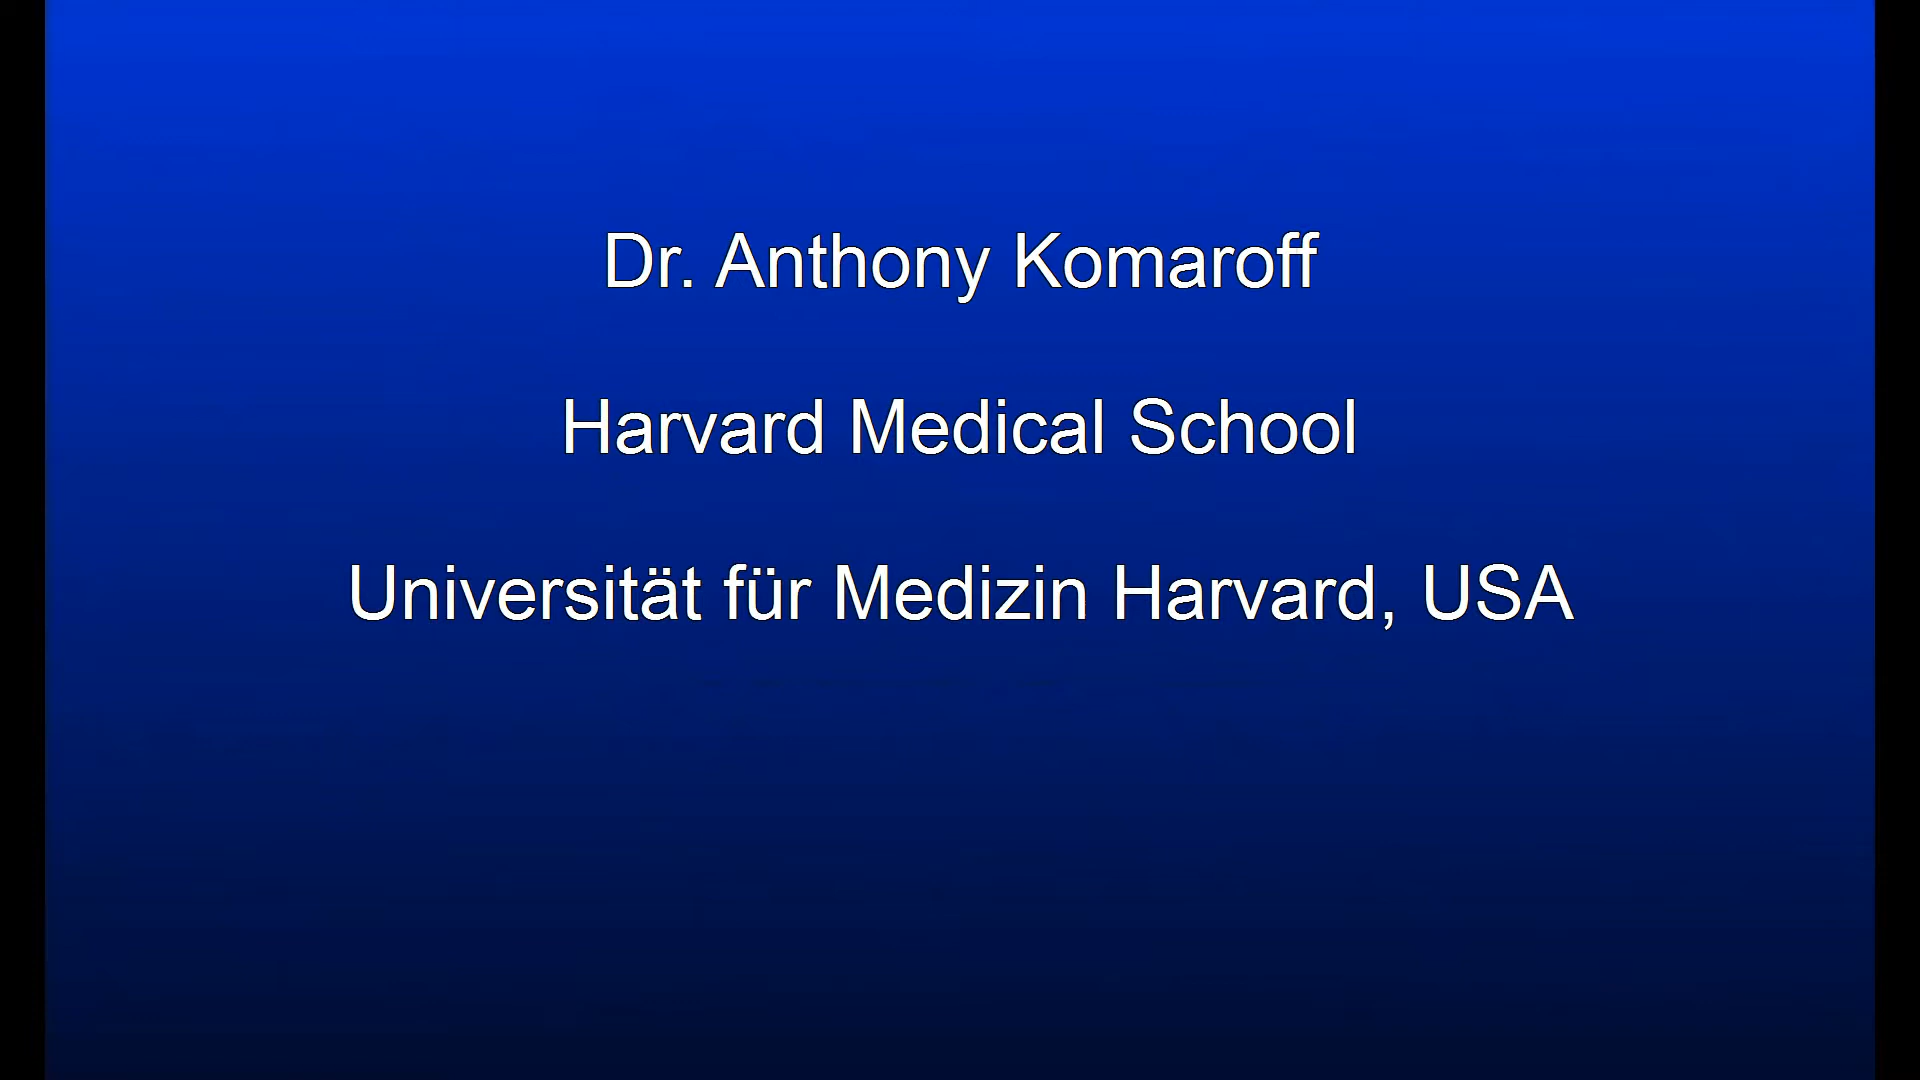 Dr. Anthony Komaroff
Harvard Medical School
Universität für Medizin Harvard, USA